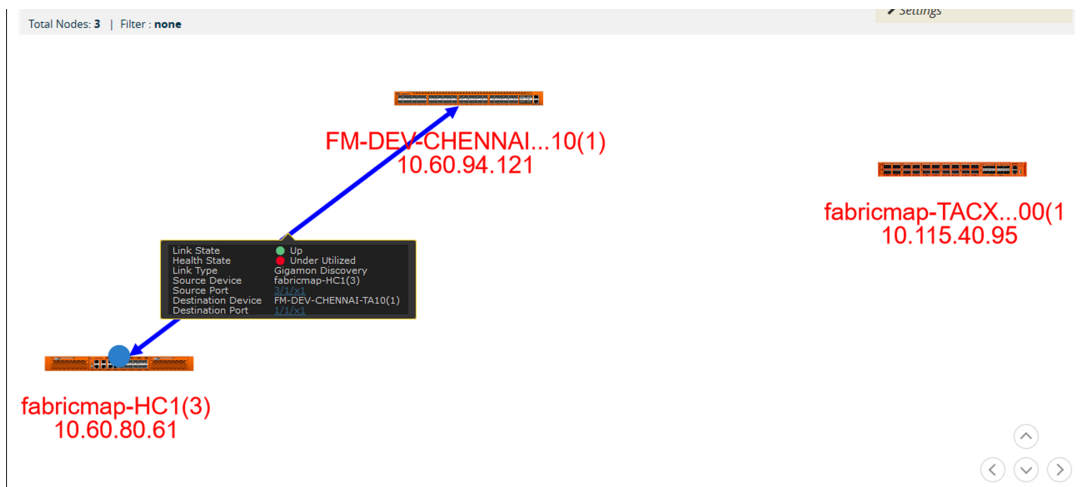 Total Nodes: 3 | Filter : none
Settings
FM-DEV-CHENNAI...10(1)
10.60.94.121
fabricmap-TACX...00(1
10.115.40.95
Link State Up
Health State Under Utilized
Link Type Gigamon Discovery
Source Device fabricmap-HC1(3)
Source Port 3/1/x1
Destination Device FM-DEV-CHENNAI-TA10(1)
Destination Port 1/1/x1
fabricmap-HC1(3)
10.60.80.61